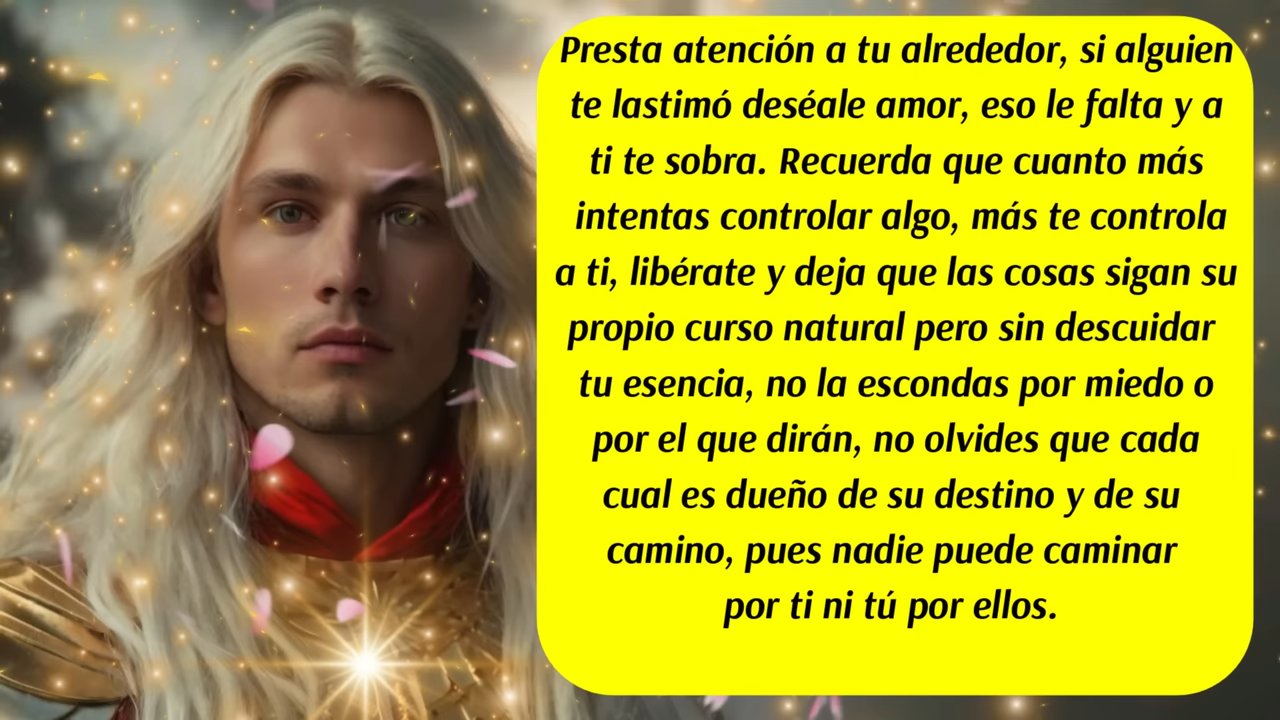 Presta atención a tu alrededor, si alguien
te lastimó deséale amor, eso le falta y a
ti te sobra. Recuerda que cuanto más
intentas controlar algo, más te controla
a ti, libérate y deja que las cosas sigan su
propio curso natural pero sin descuidar
tu esencia, no la escondas por miedo o
por el que dirán, no olvides que cada
cual es dueño de su destino y de su
camino, pues nadie puede caminar
por ti ni tú por ellos.